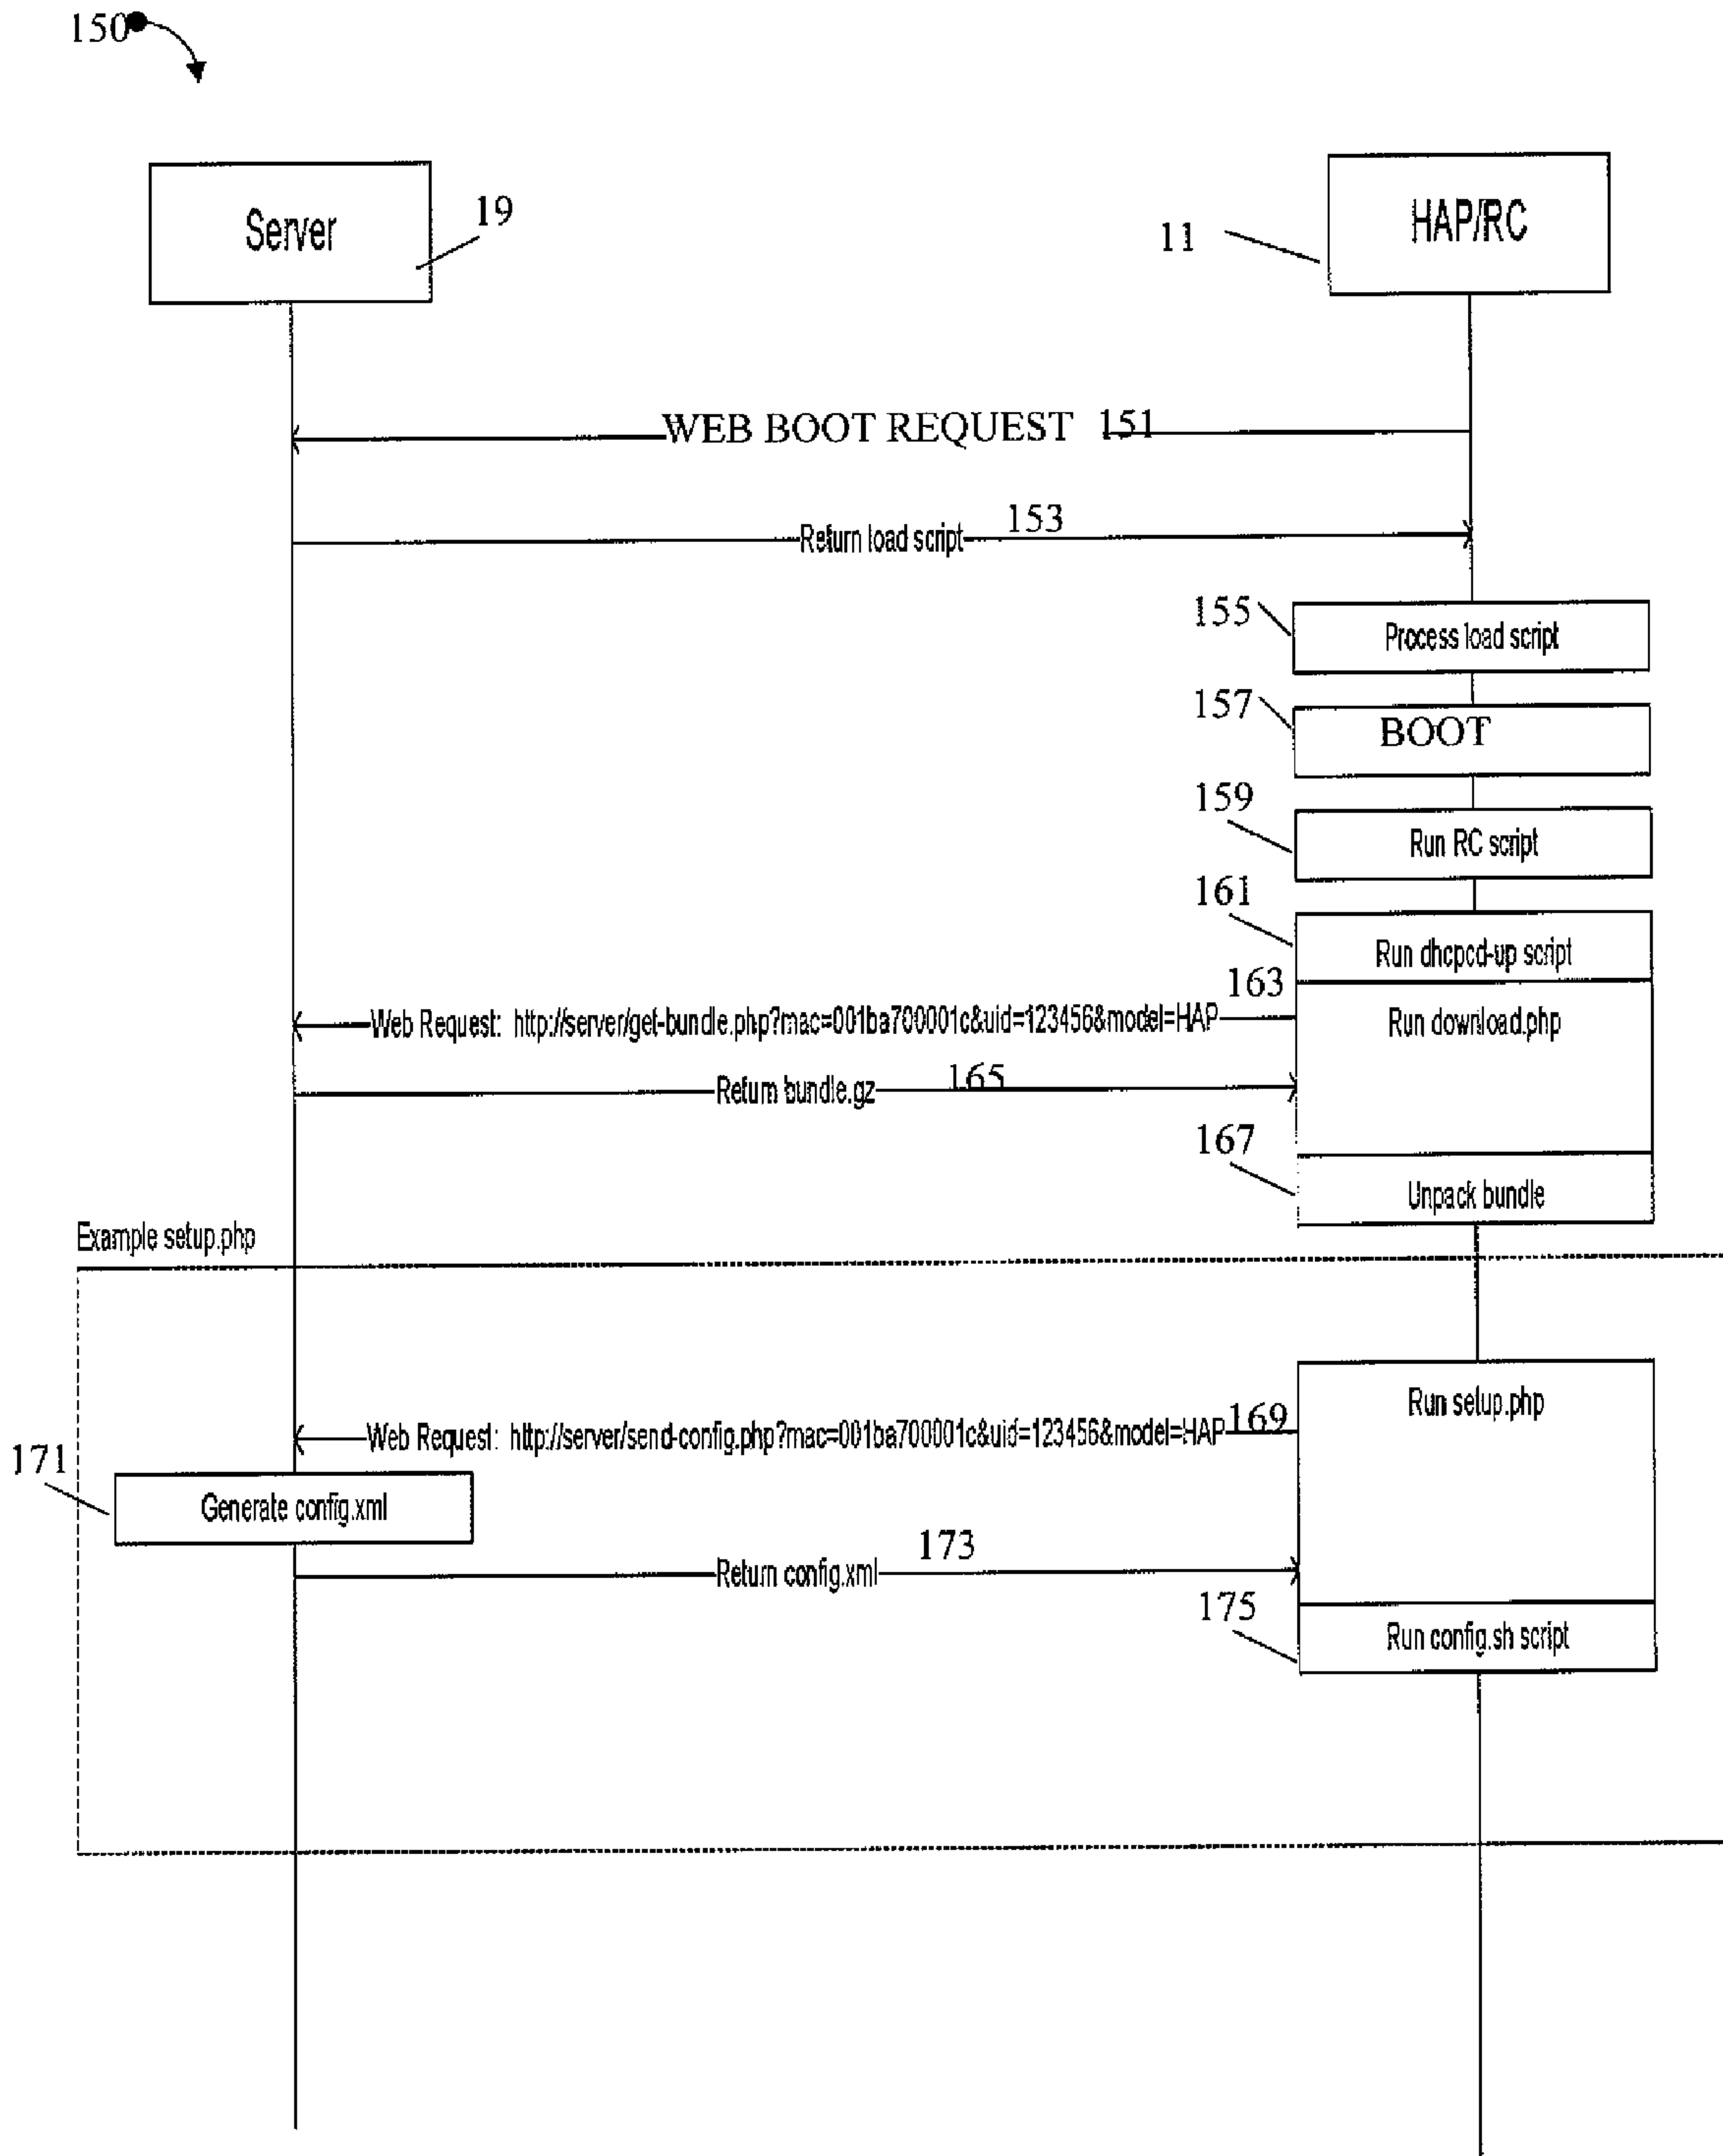 150
Server
19
HAP/RC
11
WEB BOOT REQUEST 151
Return load script
153
155
Process load script
157
BOOT
159
Run RC script
161
Run dhcpcd-up script
163
Web Request: http://server/get-bundle.php?mac=001ba700001c&uid=123456&model=HAP
Run download.php
Return bundle.gz
165
167
Unpack bundle
Example setup.php
Run setup.php
Web Request: http://server/send-config.php?mac=001ba700001c&uid=123456&model=HAP
169
171
Generate config.xml
Return config.xml
173
175
Run config.sh script